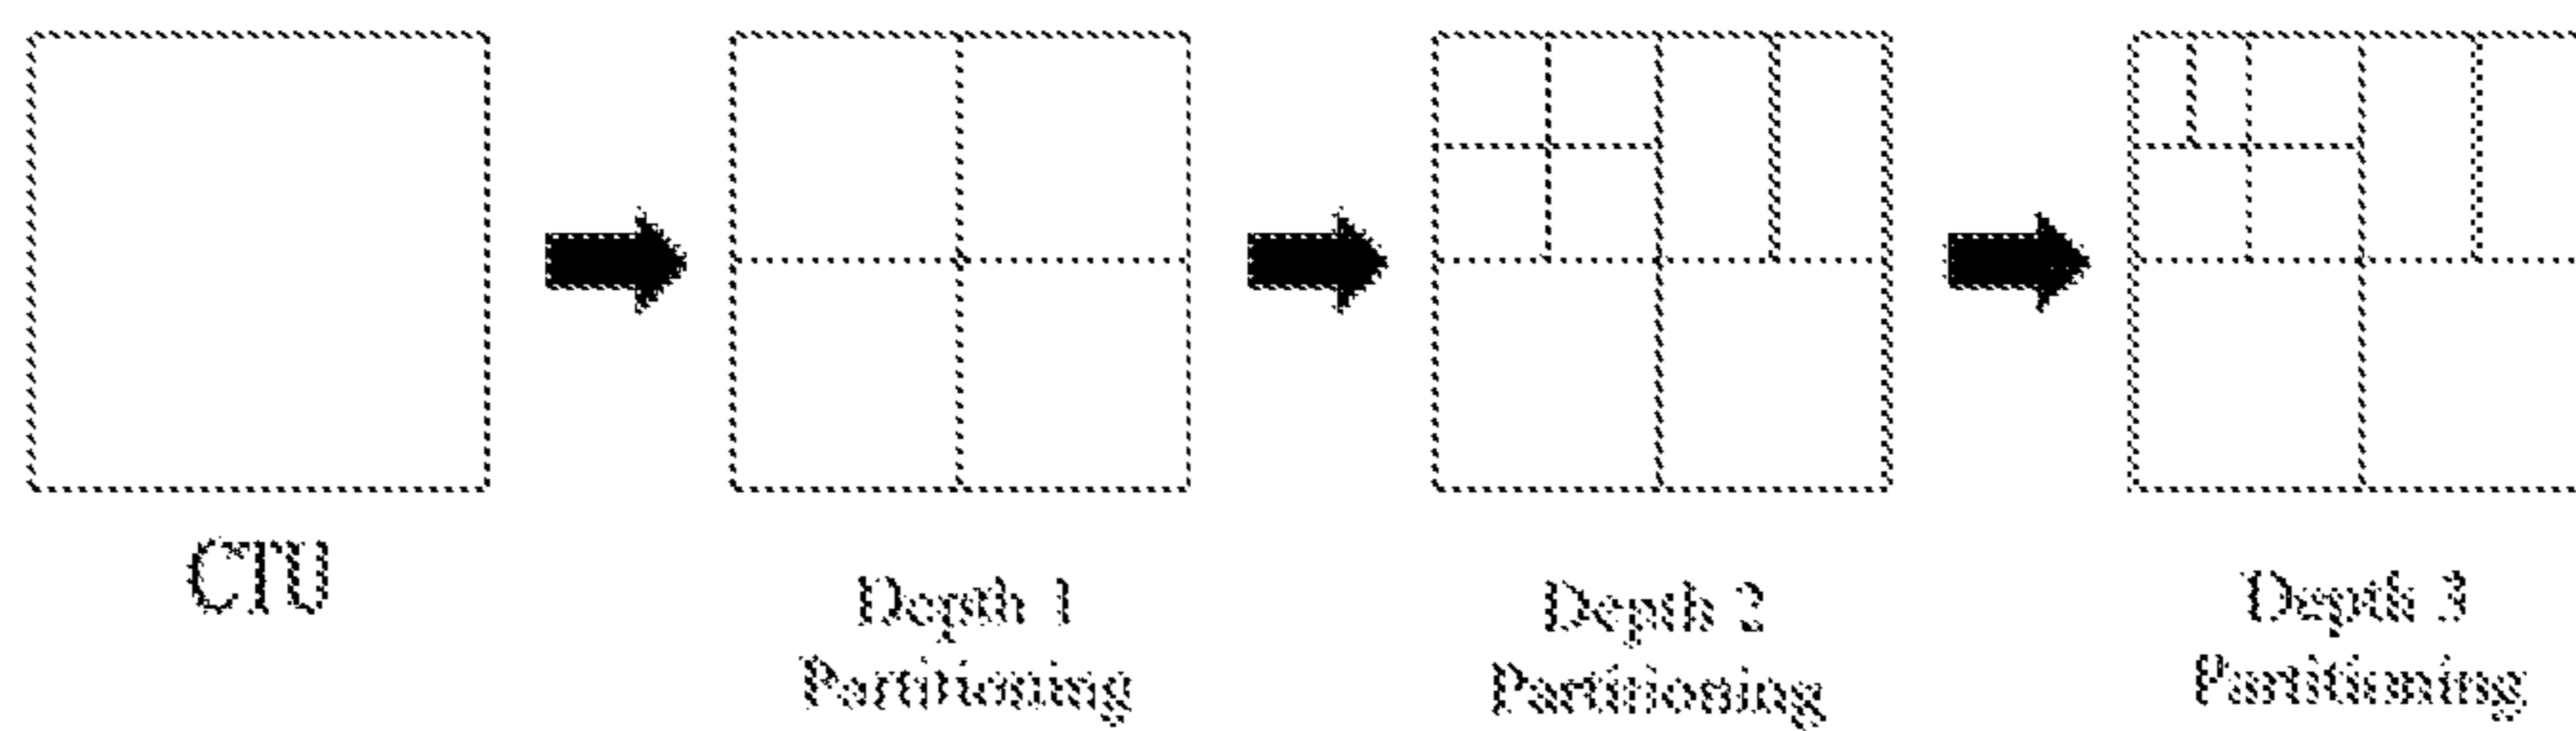 CTU
Depth 1
Partitioning
Depth 2
Partitioning
Depth 3
Partitioning